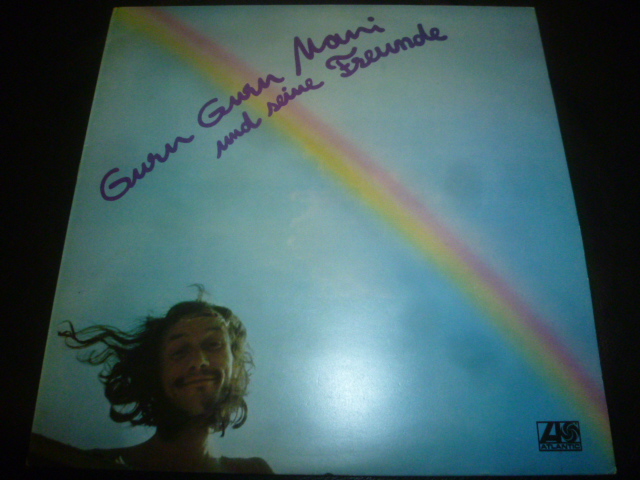 Guru Guru Mani
und seine Freunde
ATLANTIC